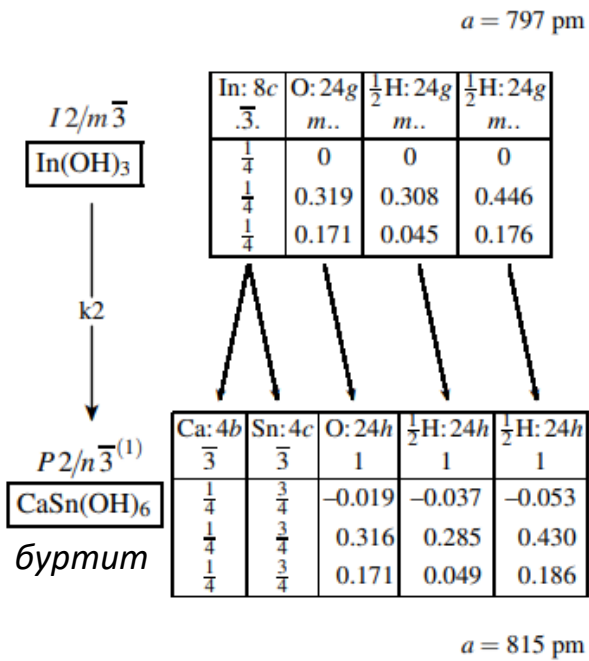 a = 797 pm
I 2/m 3̅
In(OH)₃
In: 8c O: 24g ½H: 24g ½H: 24g
.3̅. m.. m.. m..
¼ 0 0 0
¼ 0.319 0.308 0.446
¼ 0.171 0.045 0.176
k2
P 2/n 3̅⁽¹⁾
CaSn(OH)₆
буртит
Ca: 4b Sn: 4c O: 24h ½H: 24h ½H: 24h
3̅ 3̅ 1 1 1
¼ ¾ –0.019 –0.037 –0.053
¼ ¾ 0.316 0.285 0.430
¼ ¾ 0.171 0.049 0.186
a = 815 pm